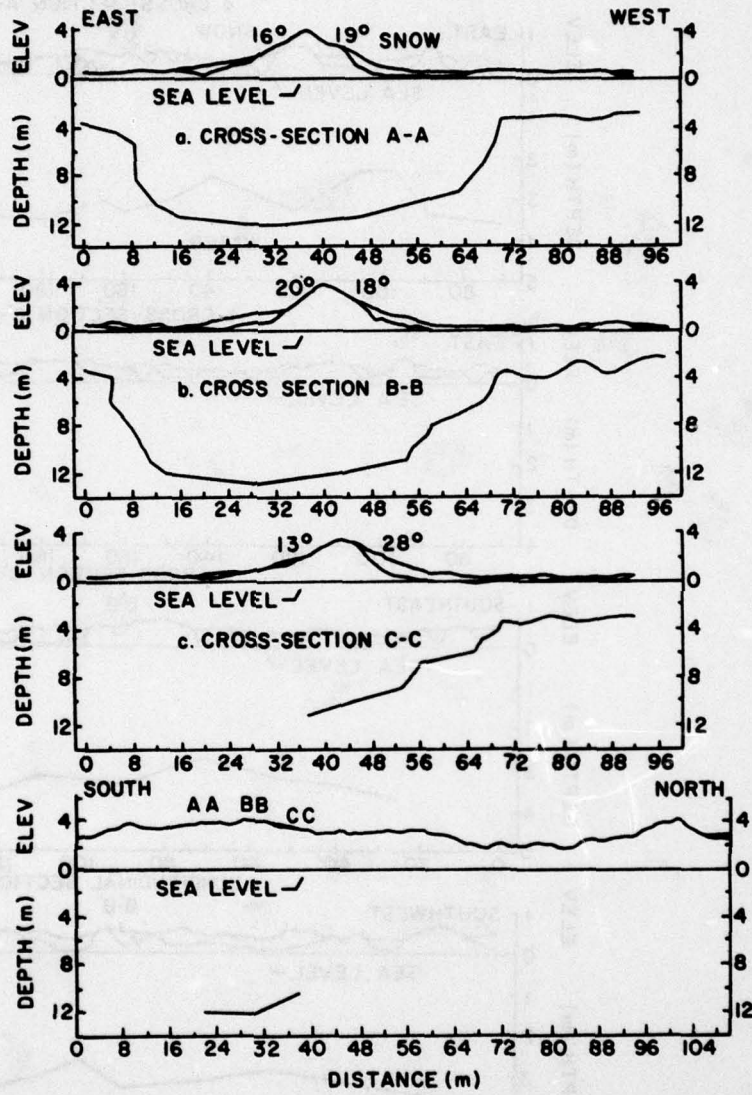 EAST WEST
ELEV 4 0 16° 19° SNOW 4 0
SEA LEVEL
DEPTH (m) 4 8 12 a. CROSS-SECTION A-A 4 8 12
0 8 16 24 32 40 48 56 64 72 80 88 96
ELEV 4 0 20° 18° 4 0
SEA LEVEL
DEPTH (m) 4 8 12 b. CROSS SECTION B-B 4 8 12
0 8 16 24 32 40 48 56 64 72 80 88 96
ELEV 4 0 13° 28° 4 0
SEA LEVEL
DEPTH (m) 4 8 12 c. CROSS-SECTION C-C 4 8 12
0 8 16 24 32 40 48 56 64 72 80 88 96
SOUTH NORTH
ELEV 4 0 AA BB CC 4 0
SEA LEVEL
DEPTH (m) 4 8 12 4 8 12
0 8 16 24 32 40 48 56 64 72 80 88 96 104
DISTANCE (m)